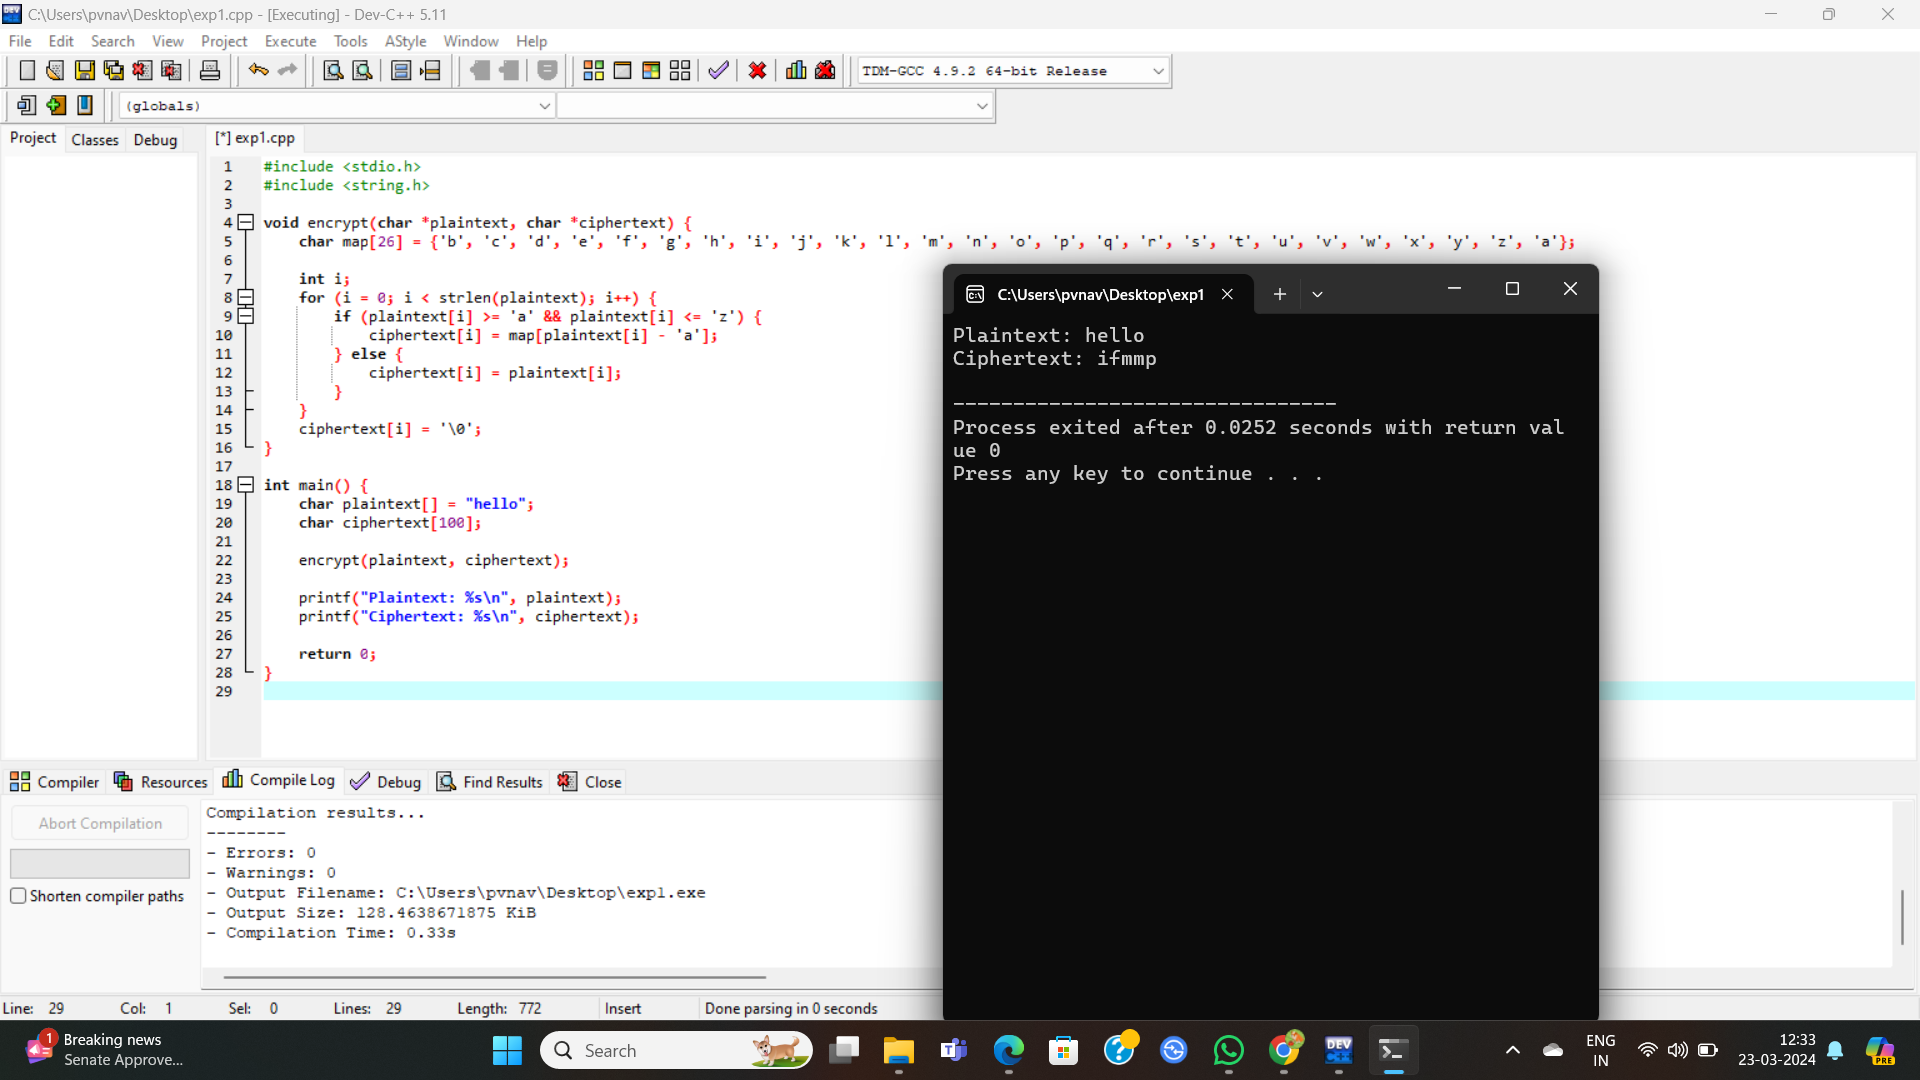 C:\Users\pvnav\Desktop\exp1.cpp - [Executing] - Dev-C++ 5.11
File Edit Search View Project Execute Tools AStyle Window Help
TDM-GCC 4.9.2 64-bit Release
(globals)
Project Classes Debug
[*] exp1.cpp
1 #include <stdio.h>
2 #include <string.h>
3
4 void encrypt(char *plaintext, char *ciphertext) {
5 char map[26] = {'b', 'c', 'd', 'e', 'f', 'g', 'h', 'i', 'j', 'k', 'l', 'm', 'n', 'o', 'p', 'q', 'r', 's', 't', 'u', 'v', 'w', 'x', 'y', 'z', 'a'};
6
7 int i;
8 for (i = 0; i < strlen(plaintext); i++) {
9 if (plaintext[i] >= 'a' && plaintext[i] <= 'z') {
10 ciphertext[i] = map[plaintext[i] - 'a'];
11 } else {
12 ciphertext[i] = plaintext[i];
13 }
14 }
15 ciphertext[i] = '\0';
16 }
17
18 int main() {
19 char plaintext[] = "hello";
20 char ciphertext[100];
21
22 encrypt(plaintext, ciphertext);
23
24 printf("Plaintext: %s\n", plaintext);
25 printf("Ciphertext: %s\n", ciphertext);
26
27 return 0;
28 }
29
C:\Users\pvnav\Desktop\exp1
Plaintext: hello
Ciphertext: ifmmp
--------------------------------
Process exited after 0.0252 seconds with return val
ue 0
Press any key to continue . . .
Compiler Resources Compile Log Debug Find Results Close
Abort Compilation
Shorten compiler paths
Compilation results...
--------
- Errors: 0
- Warnings: 0
- Output Filename: C:\Users\pvnav\Desktop\exp1.exe
- Output Size: 128.4638671875 KiB
- Compilation Time: 0.33s
Line: 29 Col: 1 Sel: 0 Lines: 29 Length: 772 Insert Done parsing in 0 seconds
1
Breaking news
Senate Approve...
Search
DEV
PRE
ENG
IN
12:33
23-03-2024